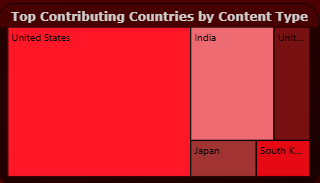 Top Contributing Countries by Content Type
United States
India
Unit...
Japan
South K...